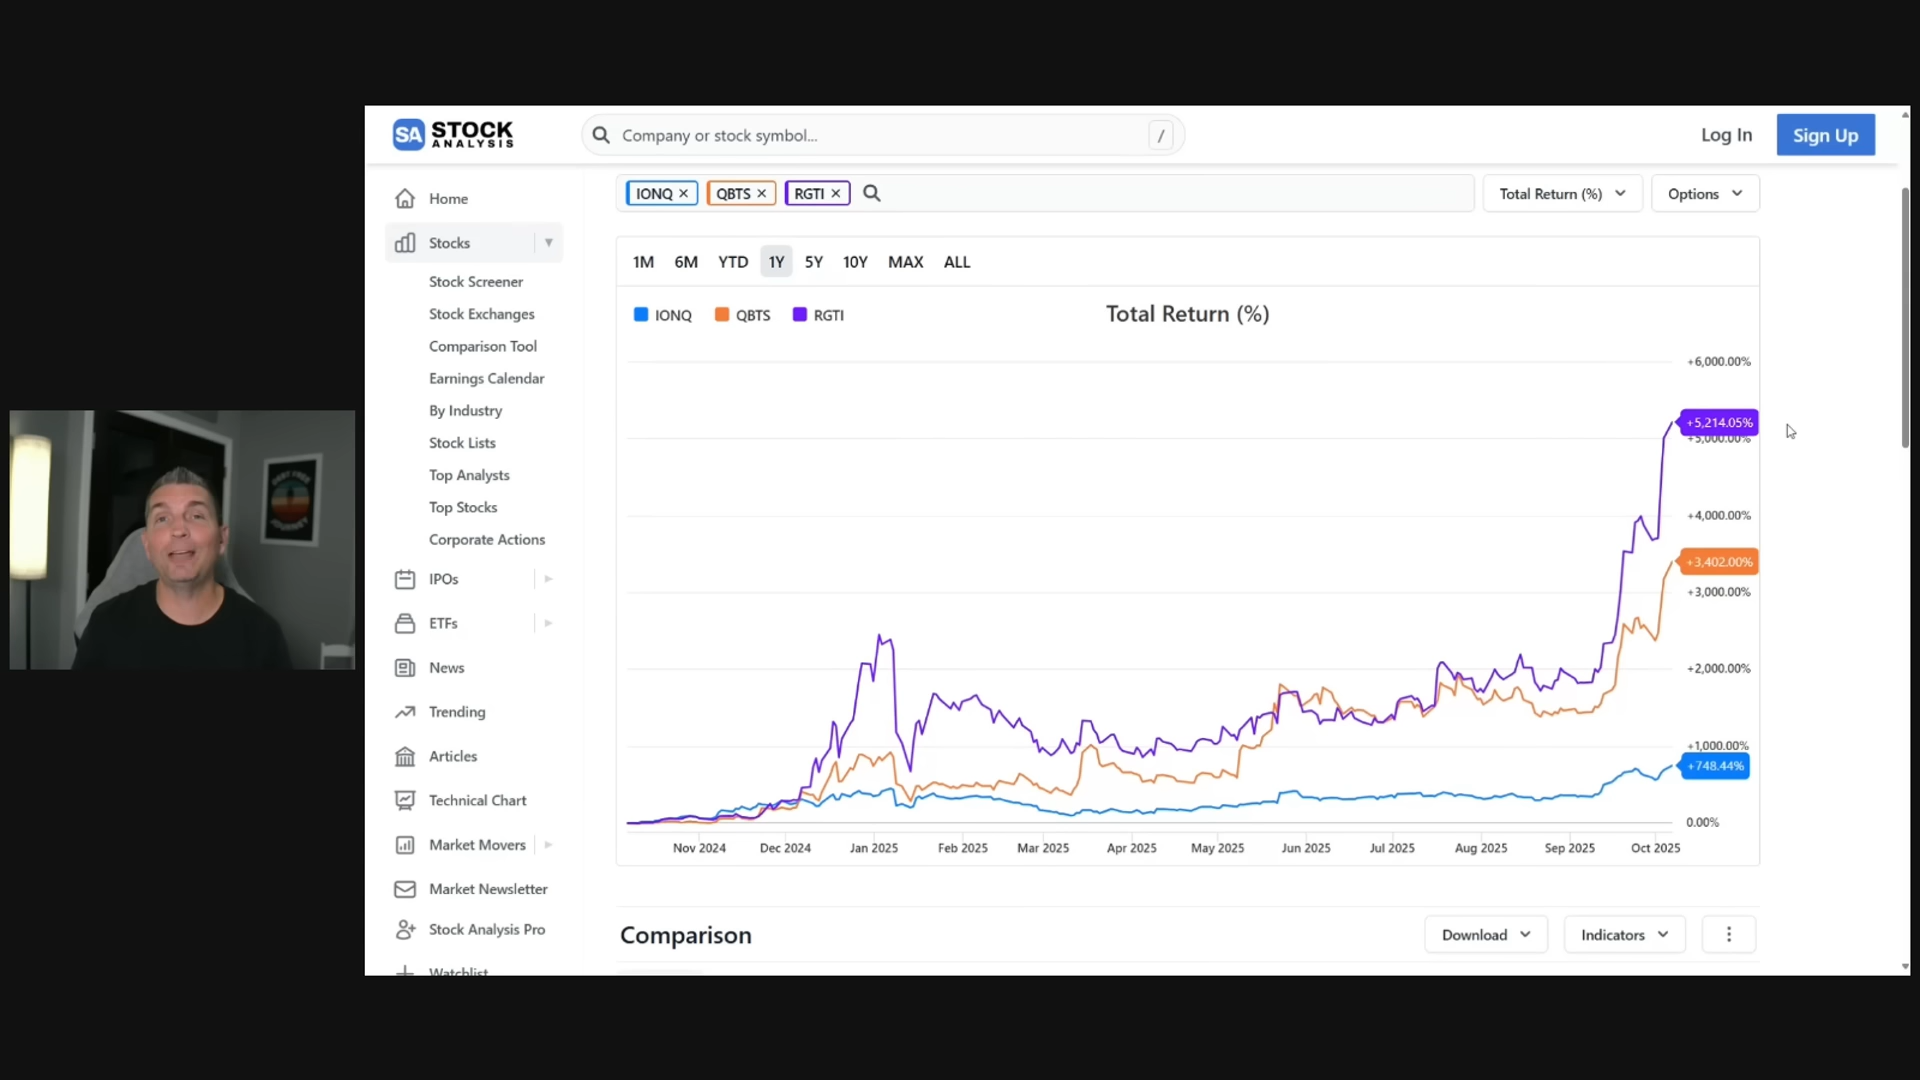 SA STOCK ANALYSIS
Company or stock symbol...
/
Log In
Sign Up
Home
Stocks
Stock Screener
Stock Exchanges
Comparison Tool
Earnings Calendar
By Industry
Stock Lists
Top Analysts
Top Stocks
Corporate Actions
IPOs
ETFs
News
Trending
Articles
Technical Chart
Market Movers
Market Newsletter
Stock Analysis Pro
Watchlist
IONQ × QBTS × RGTI ×
Total Return (%)
Options
1M 6M YTD 1Y 5Y 10Y MAX ALL
IONQ QBTS RGTI
Total Return (%)
+6,000.00%
+5,214.05%
+5,000.00%
+4,000.00%
+3,402.00%
+3,000.00%
+2,000.00%
+1,000.00%
+748.44%
0.00%
Nov 2024 Dec 2024 Jan 2025 Feb 2025 Mar 2025 Apr 2025 May 2025 Jun 2025 Jul 2025 Aug 2025 Sep 2025 Oct 2025
Comparison
Download
Indicators
JOURNEY